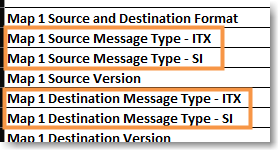 Map 1 Source and Destination Format
Map 1 Source Message Type - ITX
Map 1 Source Message Type - SI
Map 1 Source Version
Map 1 Destination Message Type - ITX
Map 1 Destination Message Type - SI
Map 1 Destination Version